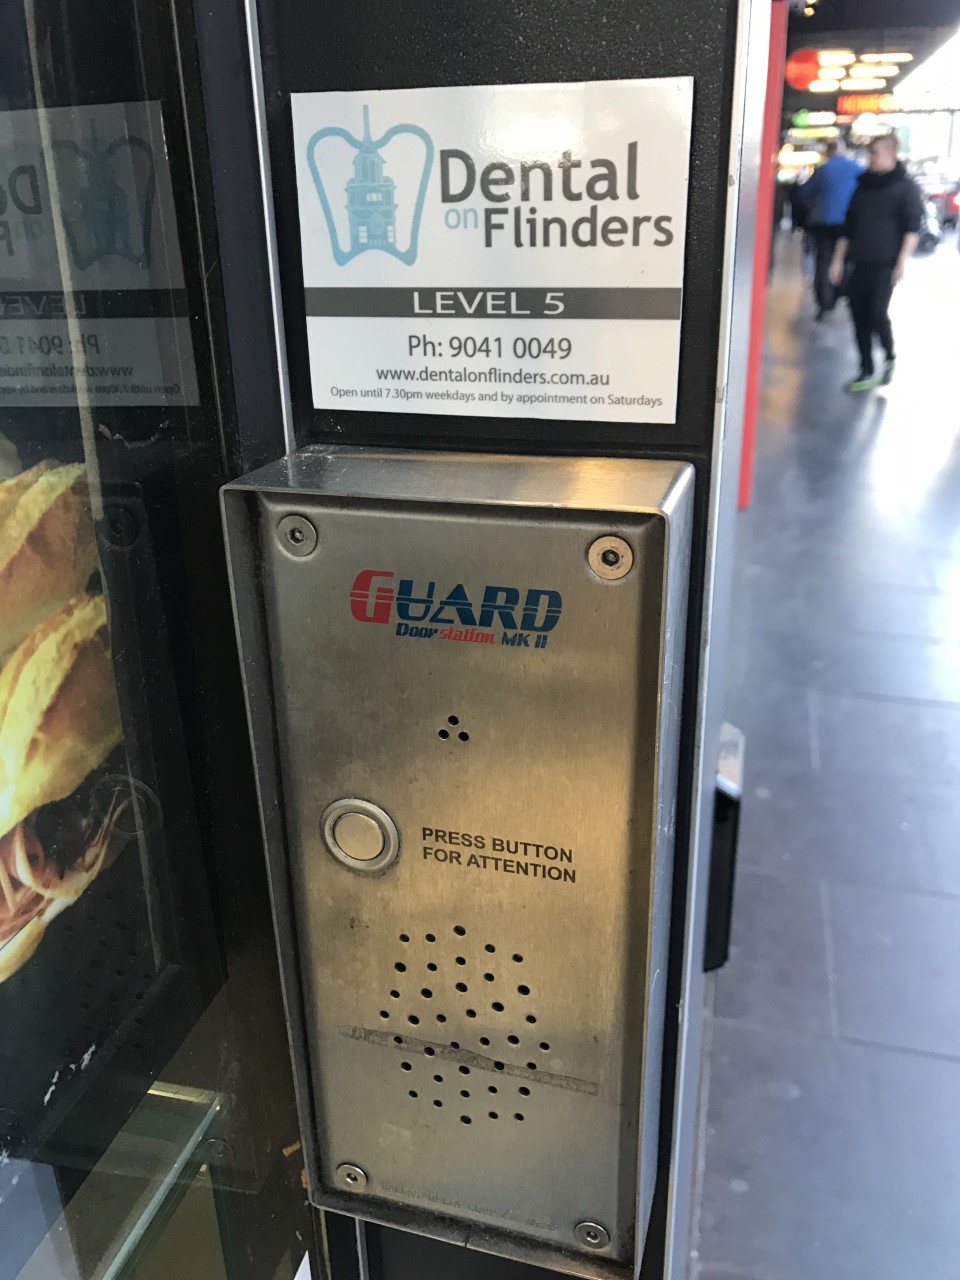 Dental
on Flinders
LEVEL 5
Ph: 9041 0049
www.dentalonflinders.com.au
Open until 7.30pm weekdays and by appointment on Saturdays
GUARD
Door station MK II
PRESS BUTTON
FOR ATTENTION